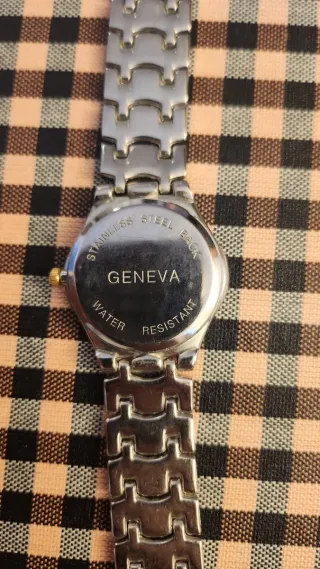 STAINLESS STEEL BACK
GENEVA
WATER RESISTANT